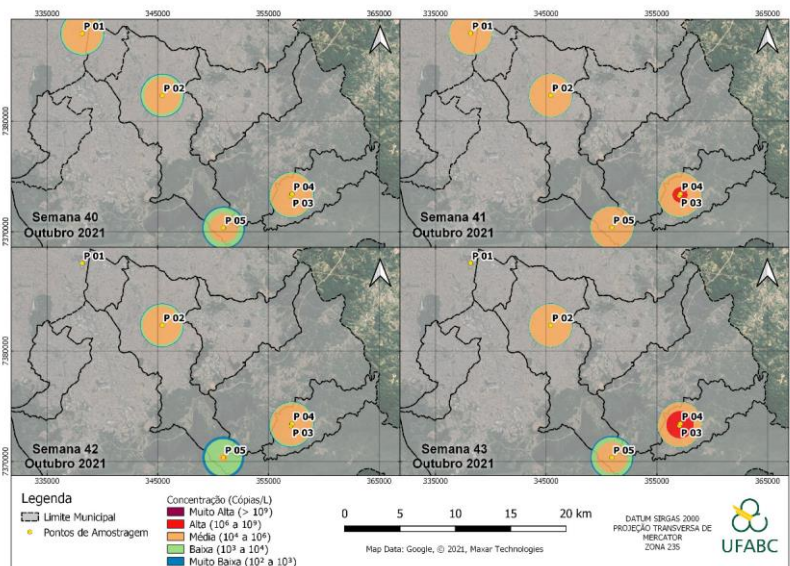 335000 345000 355000 365000 335000 345000 355000 365000
P 01
P 02
P 04
P 03
P 05
Semana 40
Outubro 2021
P 01
P 02
P 04
P 03
P 05
Semana 41
Outubro 2021
7380000
7370000
P 01
P 02
P 04
P 03
P 05
Semana 42
Outubro 2021
P 01
P 02
P 04
P 03
P 05
Semana 43
Outubro 2021
7380000
7370000
335000 345000 355000 365000 335000 345000 355000 365000
Legenda
Limite Municipal
Pontos de Amostragem
Concentração (Cópias/L)
Muito Alta (> 10⁹)
Alta (10⁶ a 10⁹)
Média (10⁴ a 10⁶)
Baixa (10³ a 10⁴)
Muito Baixa (10² a 10³)
0 5 10 15 20 km
Map Data: Google, © 2021, Maxar Technologies
DATUM SIRGAS 2000
PROJEÇÃO TRANSVERSA DE
MERCATOR
ZONA 23S
UFABC